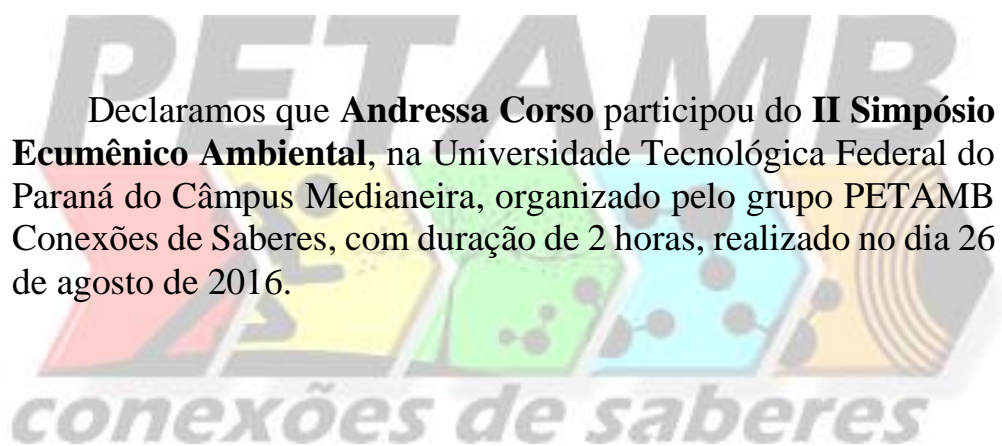 PETAMB
Declaramos que Andressa Corso participou do II Simpósio
Ecumênico Ambiental, na Universidade Tecnológica Federal do
Paraná do Câmpus Medianeira, organizado pelo grupo PETAMB
Conexões de Saberes, com duração de 2 horas, realizado no dia 26
de agosto de 2016.
conexões de saberes